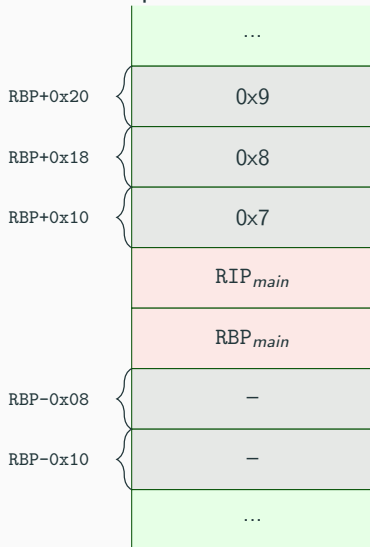 ...
RBP+0x20 0x9
RBP+0x18 0x8
RBP+0x10 0x7
RIPmain
RBPmain
RBP-0x08 –
RBP-0x10 –
...